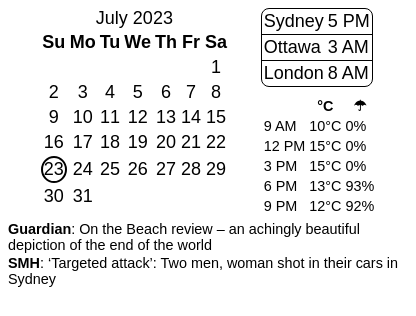 July 2023
Su Mo Tu We Th Fr Sa
1
2 3 4 5 6 7 8
9 10 11 12 13 14 15
16 17 18 19 20 21 22
23 24 25 26 27 28 29
30 31
Sydney 5 PM
Ottawa 3 AM
London 8 AM
°C ☂
9 AM 10°C 0%
12 PM 15°C 0%
3 PM 15°C 0%
6 PM 13°C 93%
9 PM 12°C 92%
Guardian: On the Beach review – an achingly beautiful
depiction of the end of the world
SMH: ‘Targeted attack’: Two men, woman shot in their cars in
Sydney